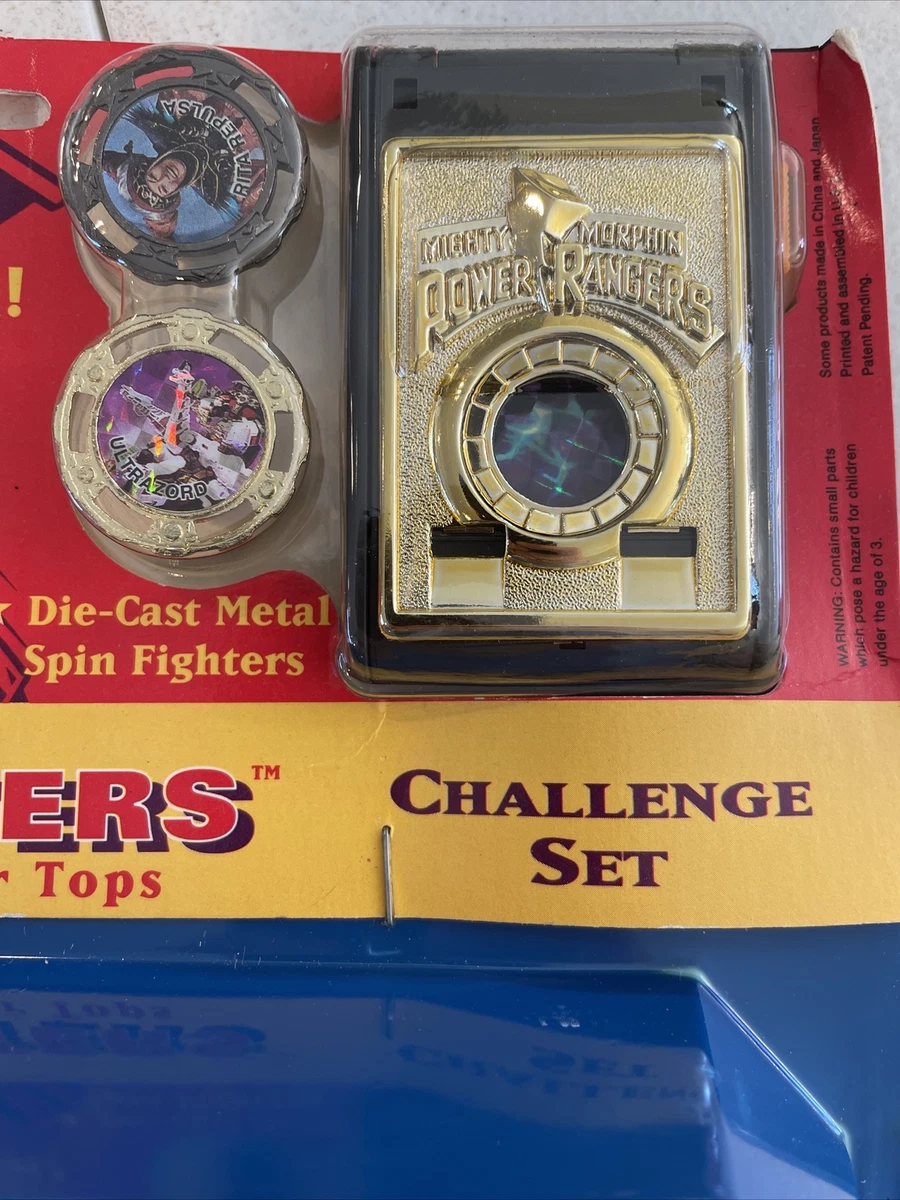 RITA REPULSA
ULTRAZORD
!
MIGHTY MORPHIN
POWER RANGERS
Some products made in China and Japan
Printed and assembled in U.S.
Patent Pending.
WARNING: Contains small parts
which pose a hazard for children
under the age of 3.
Die-Cast Metal
Spin Fighters
TERS™
r Tops
CHALLENGE
SET